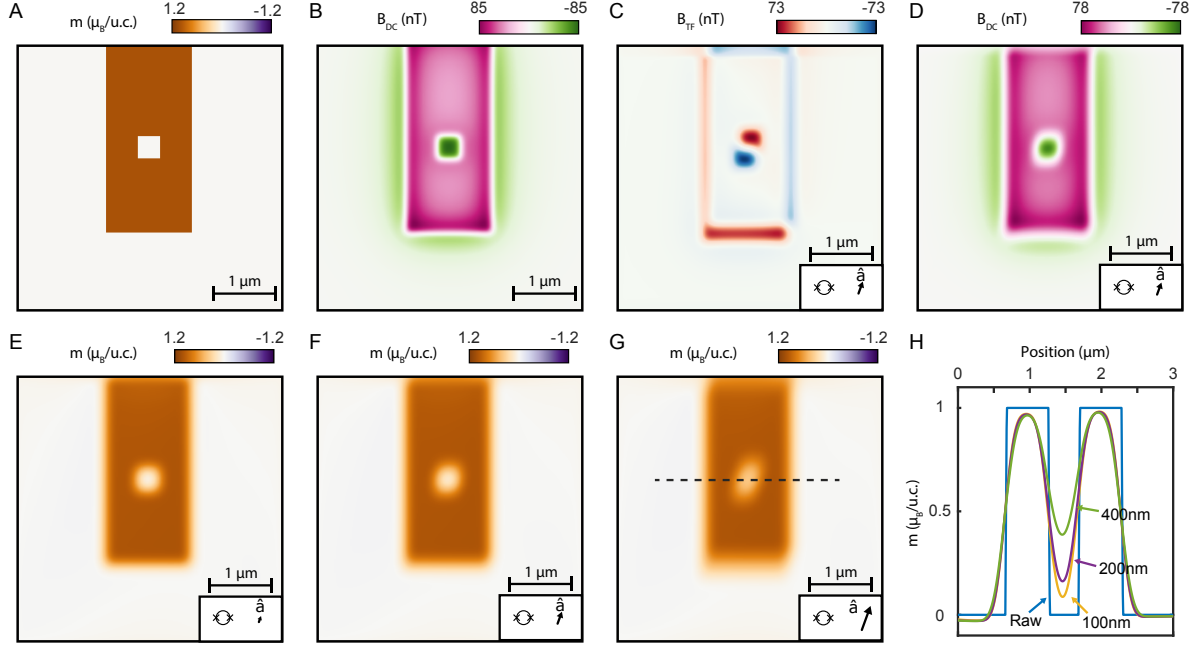 A
m (μB/u.c.)
1.2
-1.2
1 μm
B
BDC (nT)
85
-85
1 μm
C
BTF (nT)
73
-73
1 μm
â
D
BDC (nT)
78
-78
1 μm
â
E
m (μB/u.c.)
1.2
-1.2
1 μm
â
F
m (μB/u.c.)
1.2
-1.2
1 μm
â
G
m (μB/u.c.)
1.2
-1.2
1 μm
â
H
Position (μm)
0 1 2 3
m (μB/u.c.)
1
0.5
0
400nm
200nm
100nm
Raw